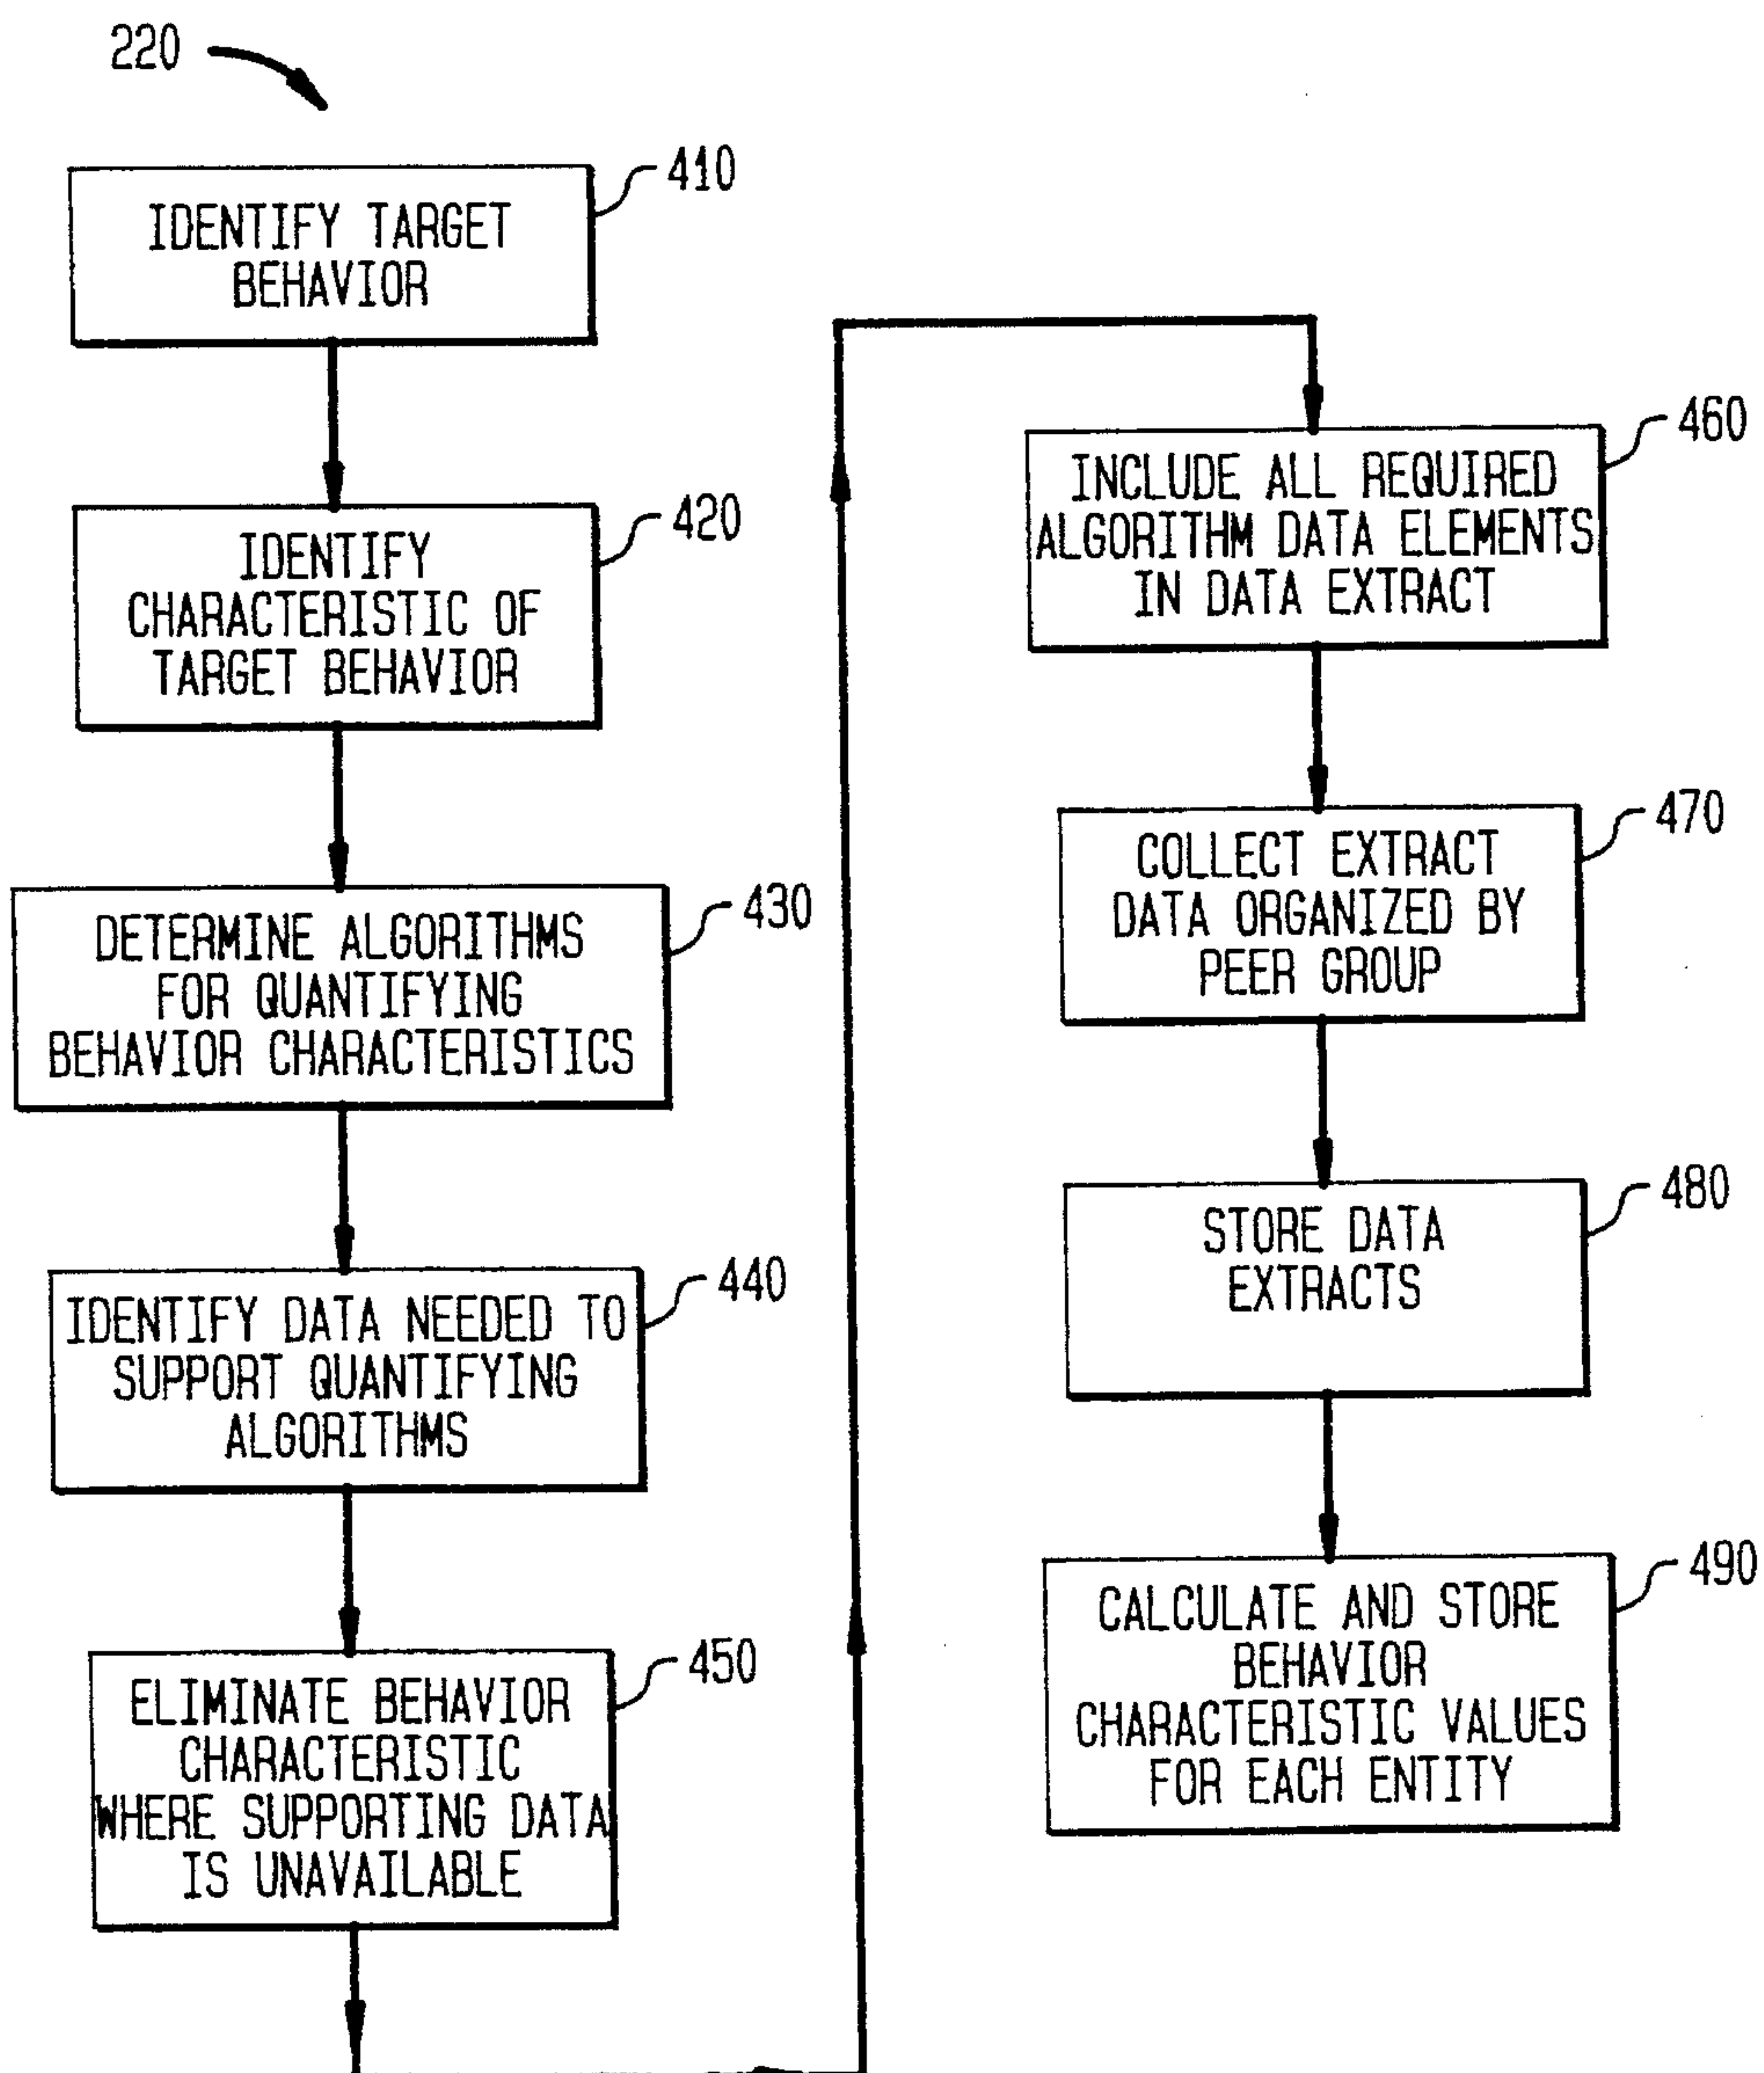 220
410
IDENTIFY TARGET
BEHAVIOR
420
IDENTIFY
CHARACTERISTIC OF
TARGET BEHAVIOR
430
DETERMINE ALGORITHMS
FOR QUANTIFYING
BEHAVIOR CHARACTERISTICS
440
IDENTIFY DATA NEEDED TO
SUPPORT QUANTIFYING
ALGORITHMS
450
ELIMINATE BEHAVIOR
CHARACTERISTIC
WHERE SUPPORTING DATA
IS UNAVAILABLE
460
INCLUDE ALL REQUIRED
ALGORITHM DATA ELEMENTS
IN DATA EXTRACT
470
COLLECT EXTRACT
DATA ORGANIZED BY
PEER GROUP
480
STORE DATA
EXTRACTS
490
CALCULATE AND STORE
BEHAVIOR
CHARACTERISTIC VALUES
FOR EACH ENTITY